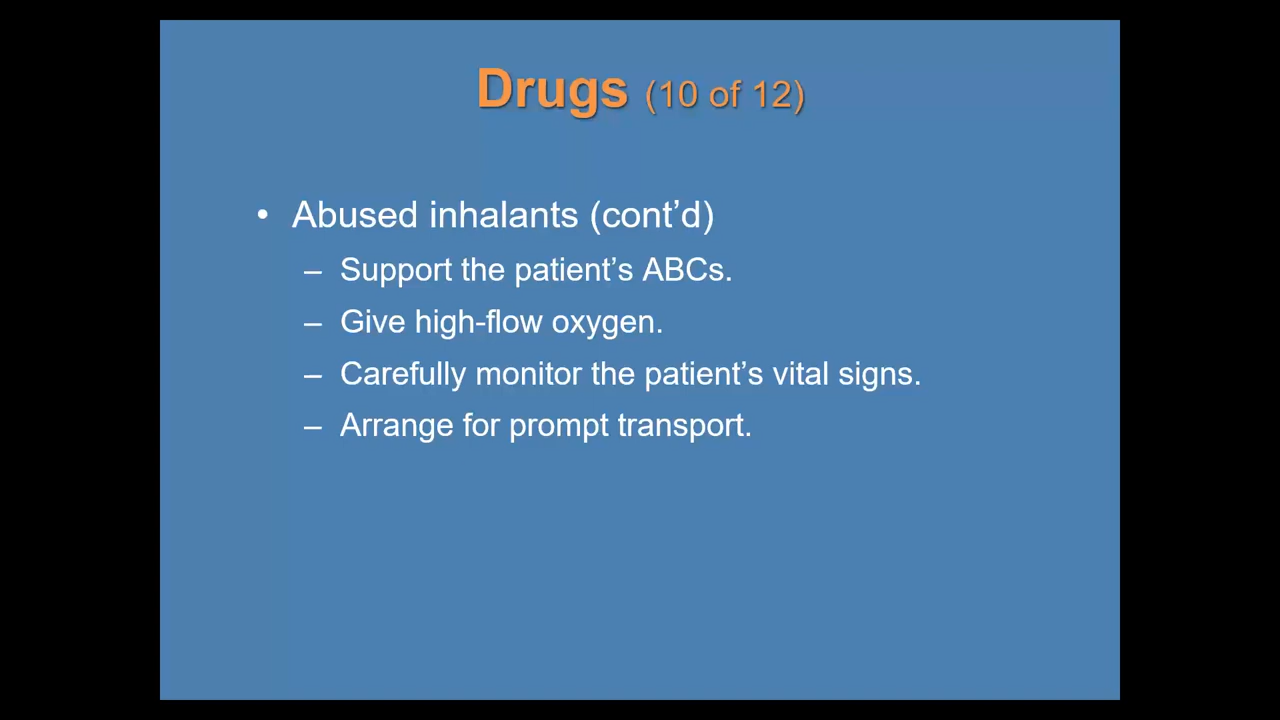 Drugs (10 of 12)
• Abused inhalants (cont’d)
– Support the patient’s ABCs.
– Give high-flow oxygen.
– Carefully monitor the patient’s vital signs.
– Arrange for prompt transport.